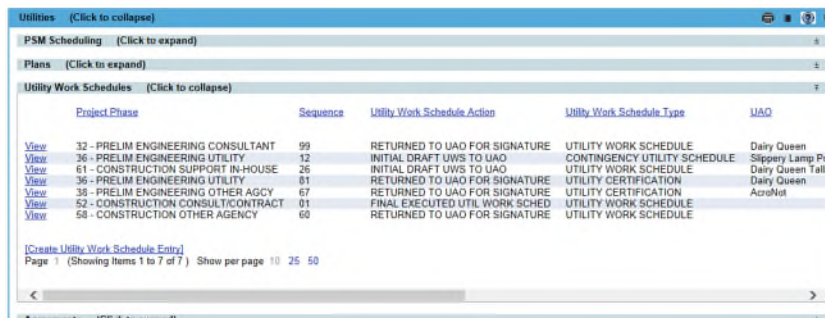 Utilities (Click to collapse)
PSM Scheduling (Click to expand)
Plans (Click to expand)
Utility Work Schedules (Click to collapse)
Project Phase Sequence Utility Work Schedule Action Utility Work Schedule Type UAO
View 32 - PRELIM ENGINEERING CONSULTANT 99 RETURNED TO UAO FOR SIGNATURE UTILITY WORK SCHEDULE Dairy Queen
View 36 - PRELIM ENGINEERING UTILITY 12 INITIAL DRAFT UWS TO UAO CONTINGENCY UTILITY SCHEDULE Slippery Lamp
View 61 - CONSTRUCTION SUPPORT IN-HOUSE 26 INITIAL DRAFT UWS TO UAO UTILITY WORK SCHEDULE Dairy Queen
View 36 - PRELIM ENGINEERING UTILITY 81 RETURNED TO UAO FOR SIGNATURE UTILITY CERTIFICATION Dairy Queen
View 38 - PRELIM ENGINEERING OTHER AGCY 67 RETURNED TO UAO FOR SIGNATURE UTILITY CERTIFICATION
View 52 - CONSTRUCTION CONSULT/CONTRACT 01 FINAL EXECUTED UTIL WORK SCHED UTILITY WORK SCHEDULE
View 58 - CONSTRUCTION OTHER AGENCY 60 RETURNED TO UAO FOR SIGNATURE UTILITY WORK SCHEDULE
[Create Utility Work Schedule Entry]
Page 1 (Showing Items 1 to 7 of 7 ) Show per page 10 25 50